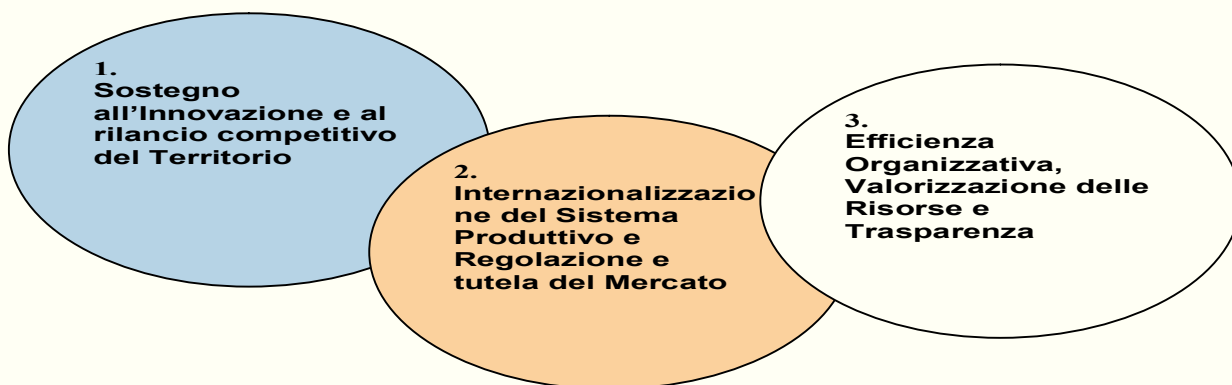 1.
Sostegno
all’Innovazione e al
rilancio competitivo
del Territorio
2.
Internazionalizzazio
ne del Sistema
Produttivo e
Regolazione e
tutela del Mercato
3.
Efficienza
Organizzativa,
Valorizzazione delle
Risorse e
Trasparenza